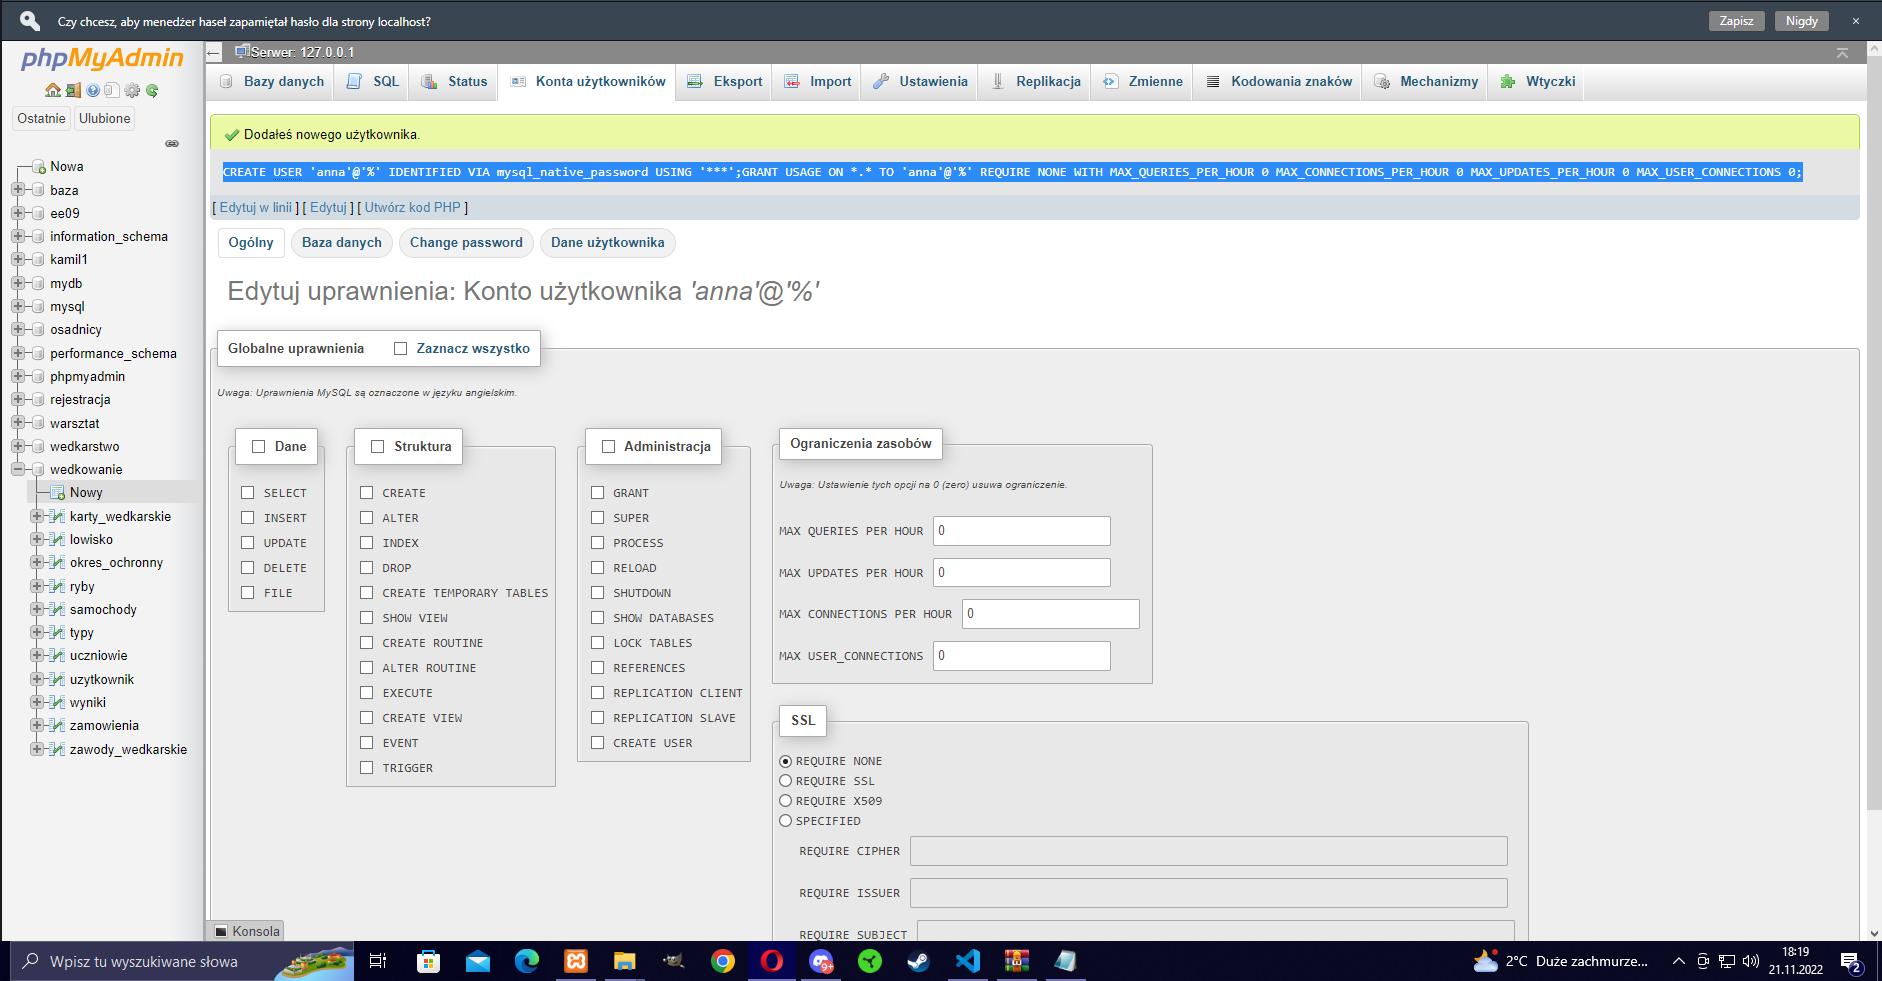 Czy chcesz, aby menedżer haseł zapamiętał hasło dla strony localhost?
Zapisz
Nigdy
phpMyAdmin
Ostatnie
Ulubione
Nowa
baza
ee09
information_schema
kamil1
mydb
mysql
osadnicy
performance_schema
phpmyadmin
rejestracja
warsztat
wedkarstwo
wedkowanie
Nowy
karty_wedkarskie
lowisko
okres_ochronny
ryby
samochody
typy
uczniowie
uzytkownik
wyniki
zamowienia
zawody_wedkarskie
Serwer: 127.0.0.1
Bazy danych
SQL
Status
Konta użytkowników
Eksport
Import
Ustawienia
Replikacja
Zmienne
Kodowania znaków
Mechanizmy
Wtyczki
Dodałeś nowego użytkownika.
CREATE USER 'anna'@'%' IDENTIFIED VIA mysql_native_password USING '***';GRANT USAGE ON *.* TO 'anna'@'%' REQUIRE NONE WITH MAX_QUERIES_PER_HOUR 0 MAX_CONNECTIONS_PER_HOUR 0 MAX_UPDATES_PER_HOUR 0 MAX_USER_CONNECTIONS 0;
[ Edytuj w linii ] [ Edytuj ] [ Utwórz kod PHP ]
Ogólny
Baza danych
Change password
Dane użytkownika
Edytuj uprawnienia: Konto użytkownika 'anna'@'%'
Globalne uprawnienia
Zaznacz wszystko
Uwaga: Uprawnienia MySQL są oznaczone w języku angielskim.
Dane
SELECT
INSERT
UPDATE
DELETE
FILE
Struktura
CREATE
ALTER
INDEX
DROP
CREATE TEMPORARY TABLES
SHOW VIEW
CREATE ROUTINE
ALTER ROUTINE
EXECUTE
CREATE VIEW
EVENT
TRIGGER
Administracja
GRANT
SUPER
PROCESS
RELOAD
SHUTDOWN
SHOW DATABASES
LOCK TABLES
REFERENCES
REPLICATION CLIENT
REPLICATION SLAVE
CREATE USER
Ograniczenia zasobów
Uwaga: Ustawienie tych opcji na 0 (zero) usuwa ograniczenie.
MAX QUERIES PER HOUR 0
MAX UPDATES PER HOUR 0
MAX CONNECTIONS PER HOUR 0
MAX USER_CONNECTIONS 0
SSL
REQUIRE NONE
REQUIRE SSL
REQUIRE X509
SPECIFIED
REQUIRE CIPHER
REQUIRE ISSUER
REQUIRE SUBJECT
Konsola
Wpisz tu wyszukiwane słowa
9+
2°C Duże zachmurze...
18:19
21.11.2022
2